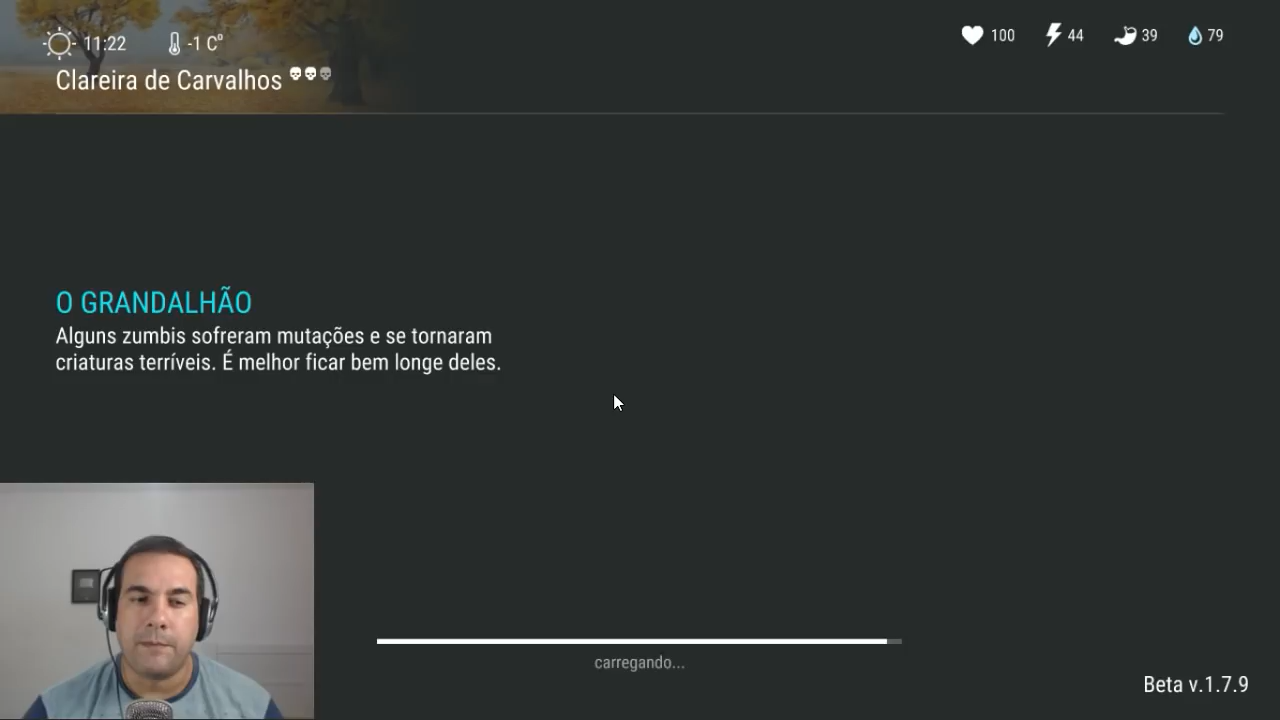 11:22
-1 C°
100
44
39
79
Clareira de Carvalhos
O GRANDALHÃO
Alguns zumbis sofreram mutações e se tornaram
criaturas terríveis. É melhor ficar bem longe deles.
carregando...
Beta v.1.7.9